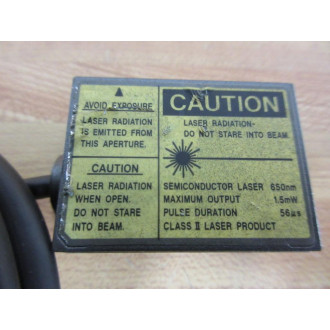 AVOID EXPOSURE
LASER RADIATION
IS EMITTED FROM
THIS APERTURE.
CAUTION
LASER RADIATION
WHEN OPEN.
DO NOT STARE
INTO BEAM.
CAUTION
LASER RADIATION-
DO NOT STARE INTO BEAM.
SEMICONDUCTOR LASER 650nm
MAXIMUM OUTPUT 1.5mW
PULSE DURATION 56µs
CLASS II LASER PRODUCT